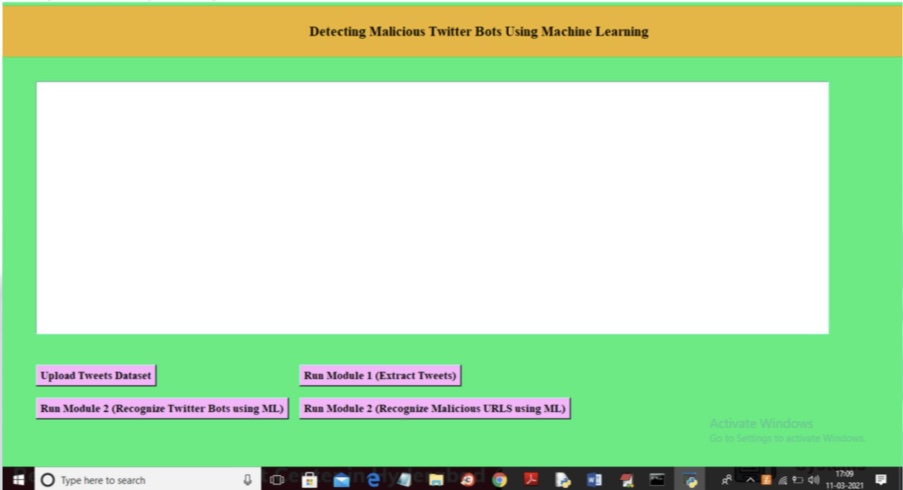 Detecting Malicious Twitter Bots Using Machine Learning
Upload Tweets Dataset
Run Module 1 (Extract Tweets)
Run Module 2 (Recognize Twitter Bots using ML)
Run Module 2 (Recognize Malicious URLS using ML)
Activate Windows
Go to Settings to activate Windows.
Type here to search
17:09
11-03-2021